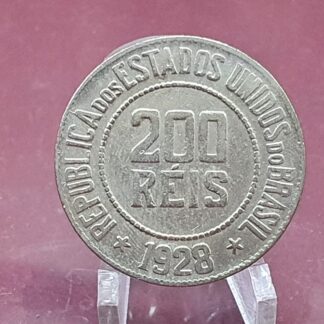 REPUBLICA DOS ESTADOS UNIDOS DO BRASIL
200
RÉIS
1928